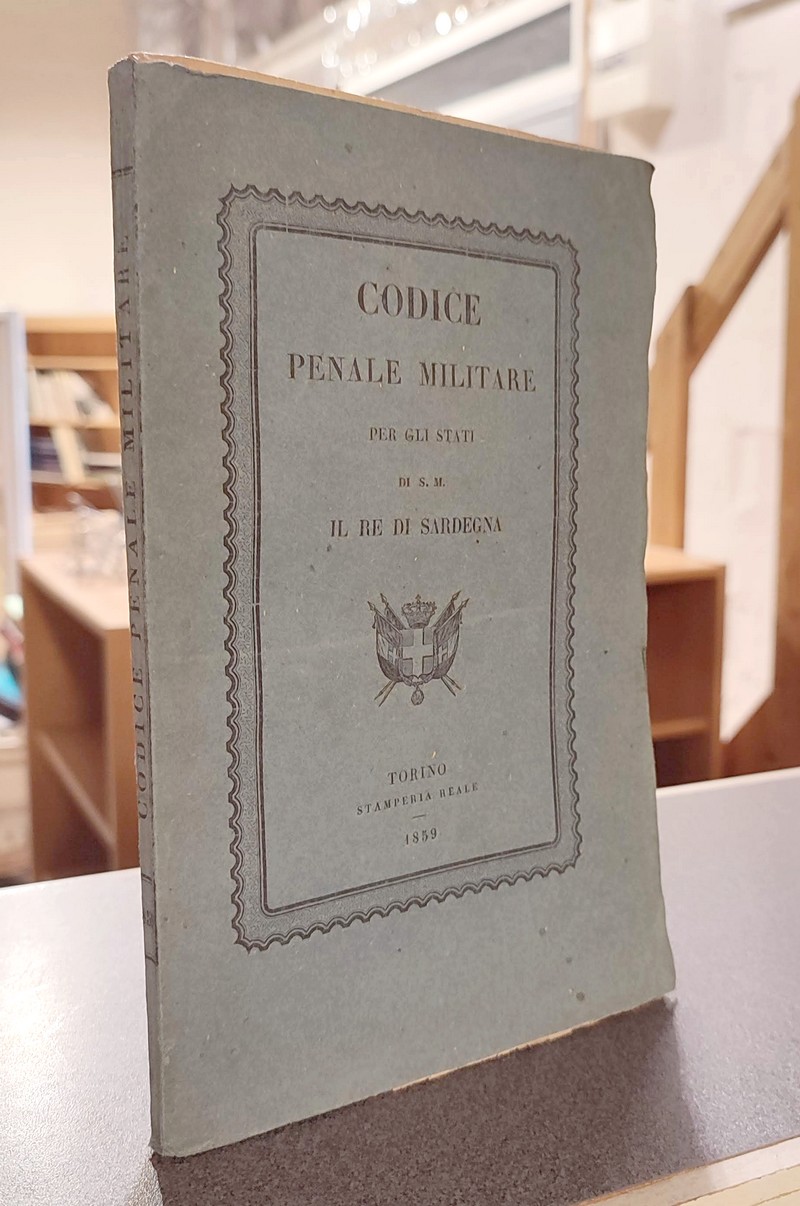 CODICE
PENALE MILITARE
PER GLI STATI
DI S. M.
IL RE DI SARDEGNA
TORINO
STAMPERIA REALE
1859
CODICE PENALE MILITARE